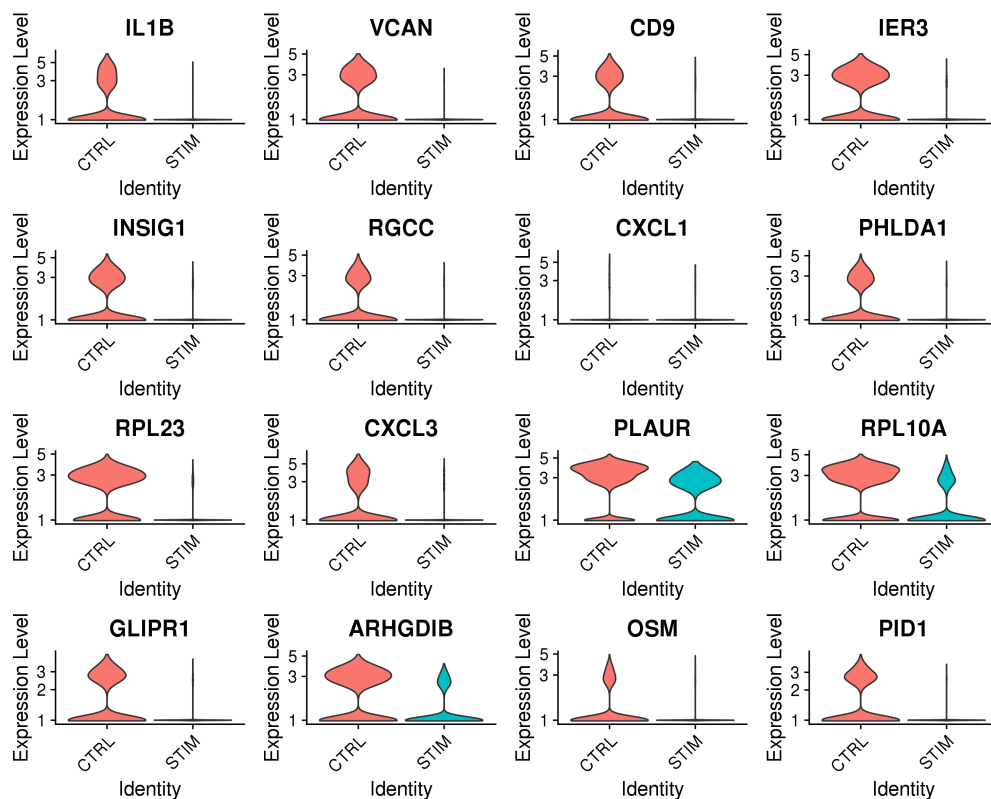 IL1B VCAN CD9 IER3
Expression Level Expression Level Expression Level Expression Level
5 5 5 5
3 3 3 3
1 1 1 1
CTRL STIM CTRL STIM CTRL STIM CTRL STIM
Identity Identity Identity Identity
INSIG1 RGCC CXCL1 PHLDA1
Expression Level Expression Level Expression Level Expression Level
5 5 5 5
3 3 3 3
1 1 1 1
CTRL STIM CTRL STIM CTRL STIM CTRL STIM
Identity Identity Identity Identity
RPL23 CXCL3 PLAUR RPL10A
Expression Level Expression Level Expression Level Expression Level
5 5 5 5
3 3 3 3
1 1 1 1
CTRL STIM CTRL STIM CTRL STIM CTRL STIM
Identity Identity Identity Identity
GLIPR1 ARHGDIB OSM PID1
Expression Level Expression Level Expression Level Expression Level
3 5 5 3
2 3 3 2
1 1 1 1
CTRL STIM CTRL STIM CTRL STIM CTRL STIM
Identity Identity Identity Identity